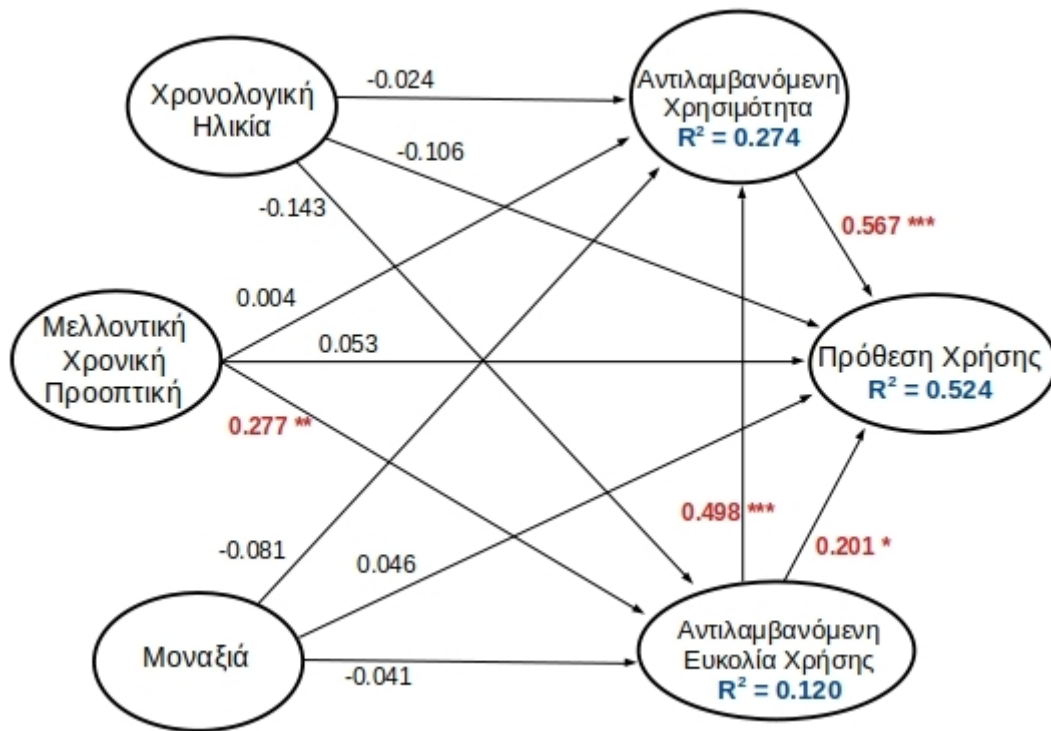 Χρονολογική
Ηλικία
-0.024
Αντιλαμβανόμενη
Χρησιμότητα
R² = 0.274
-0.106
-0.143
0.567 ***
Μελλοντική
Χρονική
Προοπτική
0.004
0.053
0.277 **
Πρόθεση Χρήσης
R² = 0.524
0.498 ***
0.201 *
-0.081
0.046
Μοναξιά
-0.041
Αντιλαμβανόμενη
Ευκολία Χρήσης
R² = 0.120